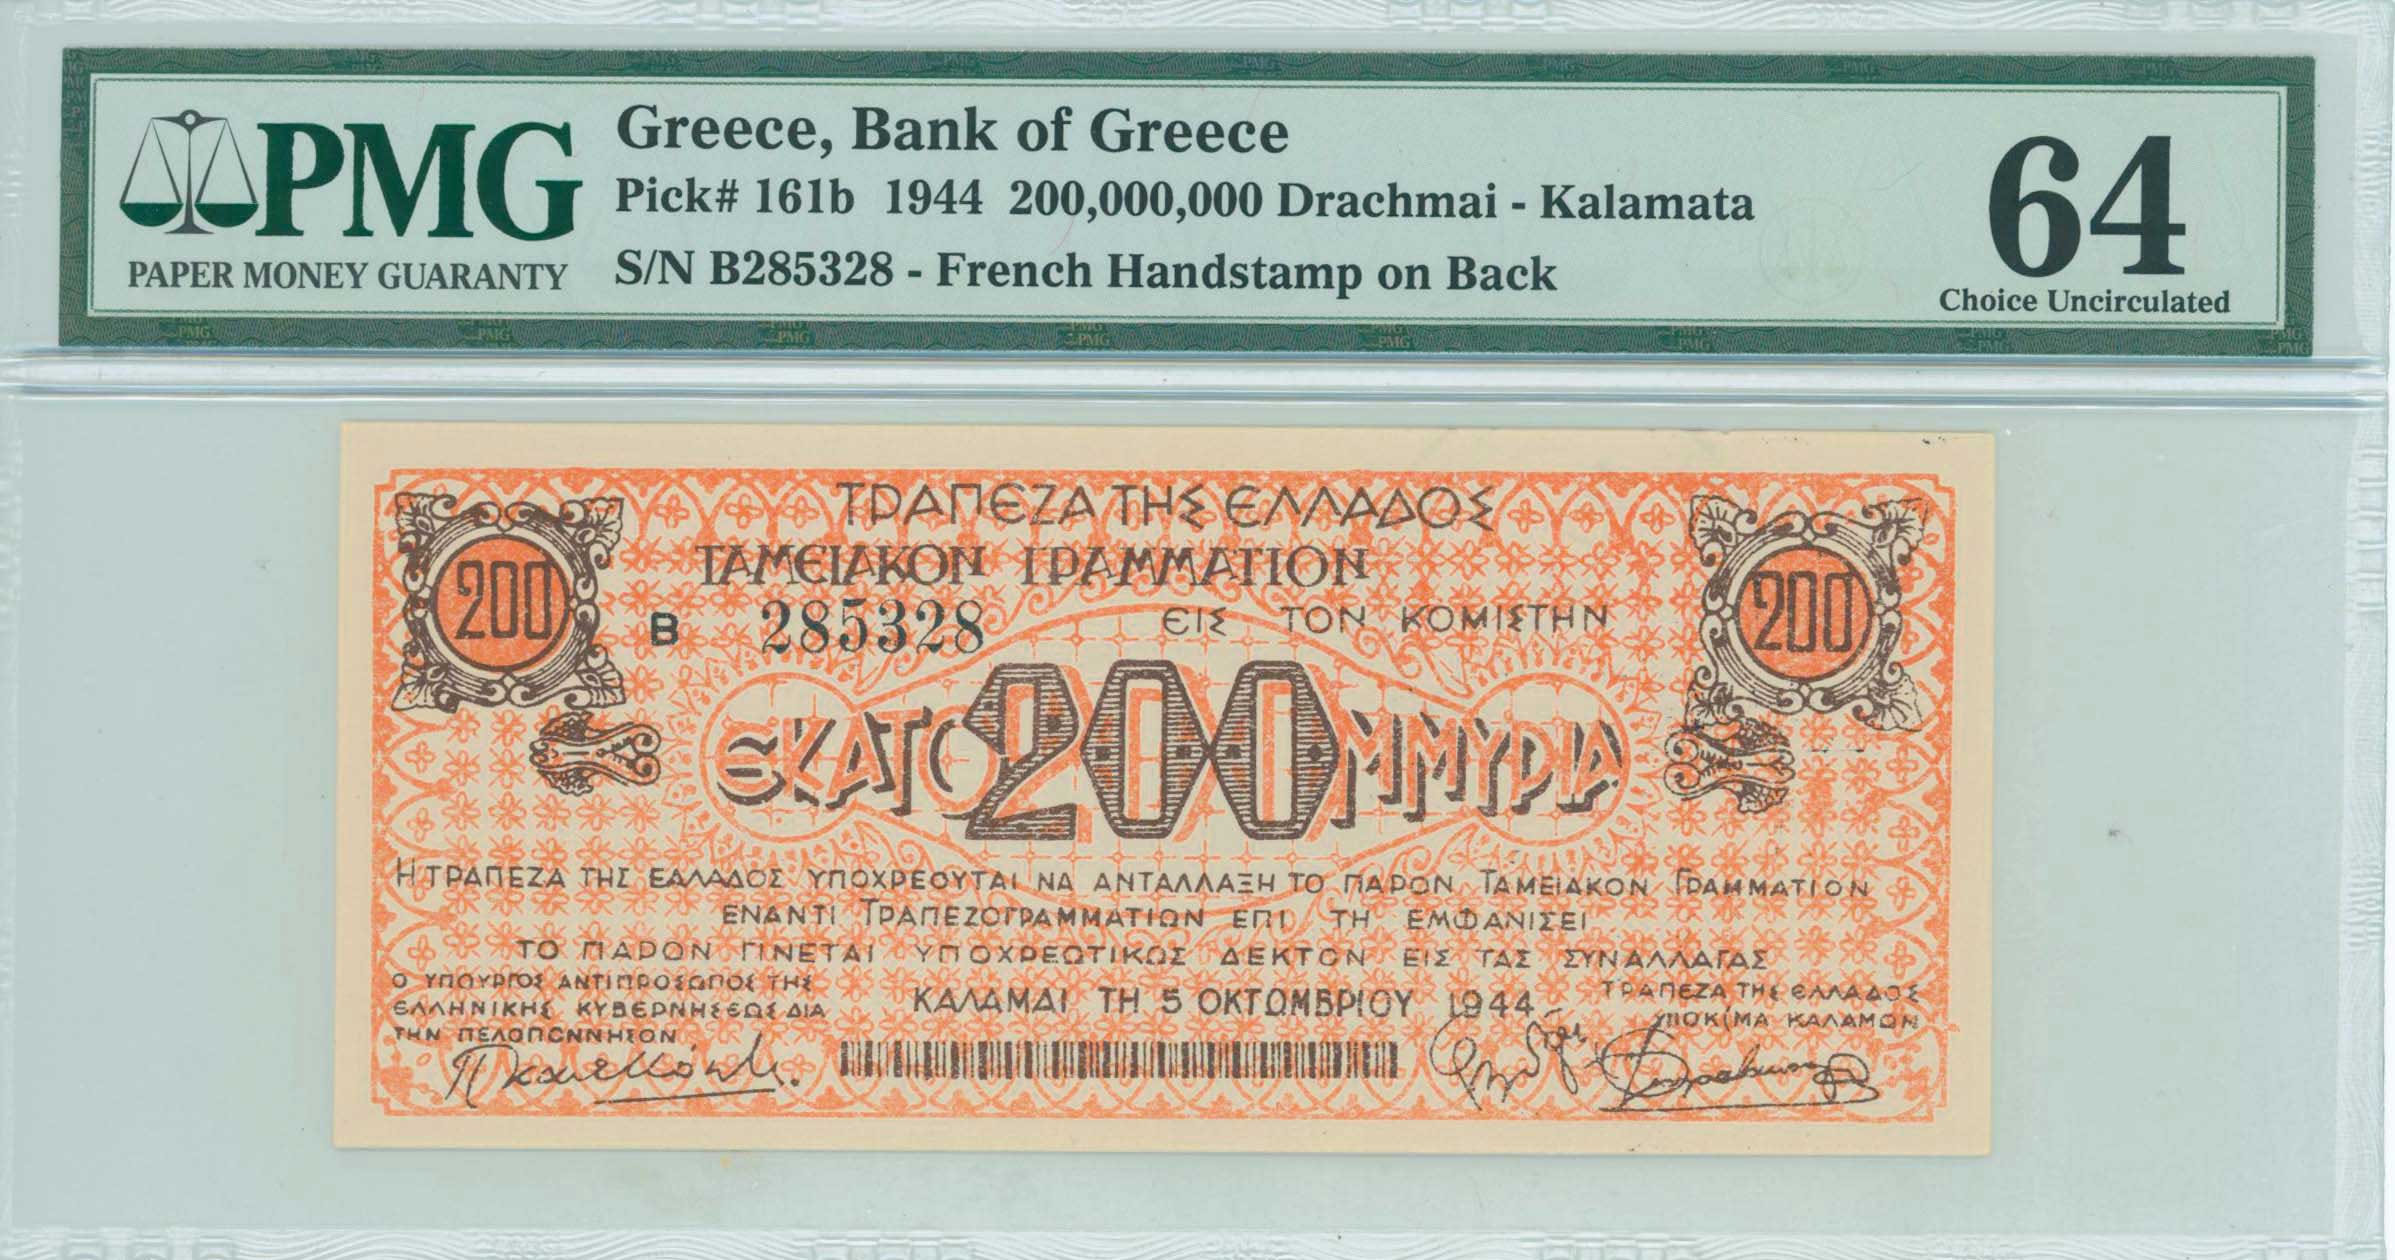 PMG
PAPER MONEY GUARANTY
Greece, Bank of Greece
Pick# 161b 1944 200,000,000 Drachmai - Kalamata
S/N B285328 - French Handstamp on Back
64
Choice Uncirculated
ΤΡΑΠΕΖΑ ΤΗΣ ΕΛΛΑΔΟΣ
ΤΑΜΕΙΑΚΟΝ ΓΡΑΜΜΑΤΙΟΝ
200
200
Β 285328 ΕΙΣ ΤΟΝ ΚΟΜΙΣΤΗΝ
ΕΚΑΤΟ200ΜΜΥΡΙΑ
Η ΤΡΑΠΕΖΑ ΤΗΣ ΕΛΛΑΔΟΣ ΥΠΟΧΡΕΟΥΤΑΙ ΝΑ ΑΝΤΑΛΛΑΞΗ ΤΟ ΠΑΡΟΝ ΤΑΜΕΙΑΚΟΝ ΓΡΑΜΜΑΤΙΟΝ
ΕΝΑΝΤΙ ΤΡΑΠΕΖΟΓΡΑΜΜΑΤΙΩΝ ΕΠΙ ΤΗ ΕΜΦΑΝΙΣΕΙ
ΤΟ ΠΑΡΟΝ ΓΙΝΕΤΑΙ ΥΠΟΧΡΕΩΤΙΚΩΣ ΔΕΚΤΟΝ ΕΙΣ ΤΑΣ ΣΥΝΑΛΛΑΓΑΣ
Ο ΥΠΟΥΡΓΟΣ ΑΝΤΙΠΡΟΣΩΠΟΣ ΤΗΣ
ΕΛΛΗΝΙΚΗΣ ΚΥΒΕΡΝΗΣΕΩΣ ΔΙΑ
ΤΗΝ ΠΕΛΟΠΟΝΝΗΣΟΝ
ΚΑΛΑΜΑΙ ΤΗ 5 ΟΚΤΩΜΒΡΙΟΥ 1944
ΤΡΑΠΕΖΑ ΤΗΣ ΕΛΛΑΔΟΣ
ΥΠΟΚ/ΜΑ ΚΑΛΑΜΩΝ